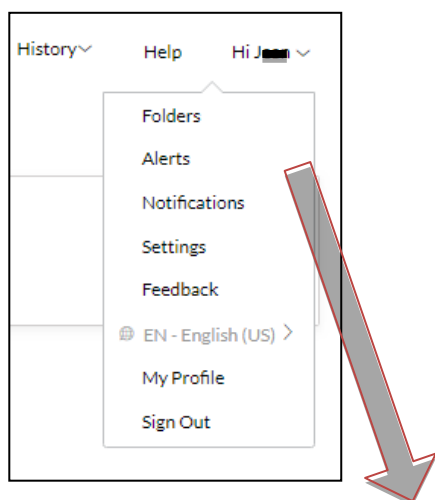 History Help Hi
Folders
Alerts
Notifications
Settings
Feedback
EN - English (US)
My Profile
Sign Out